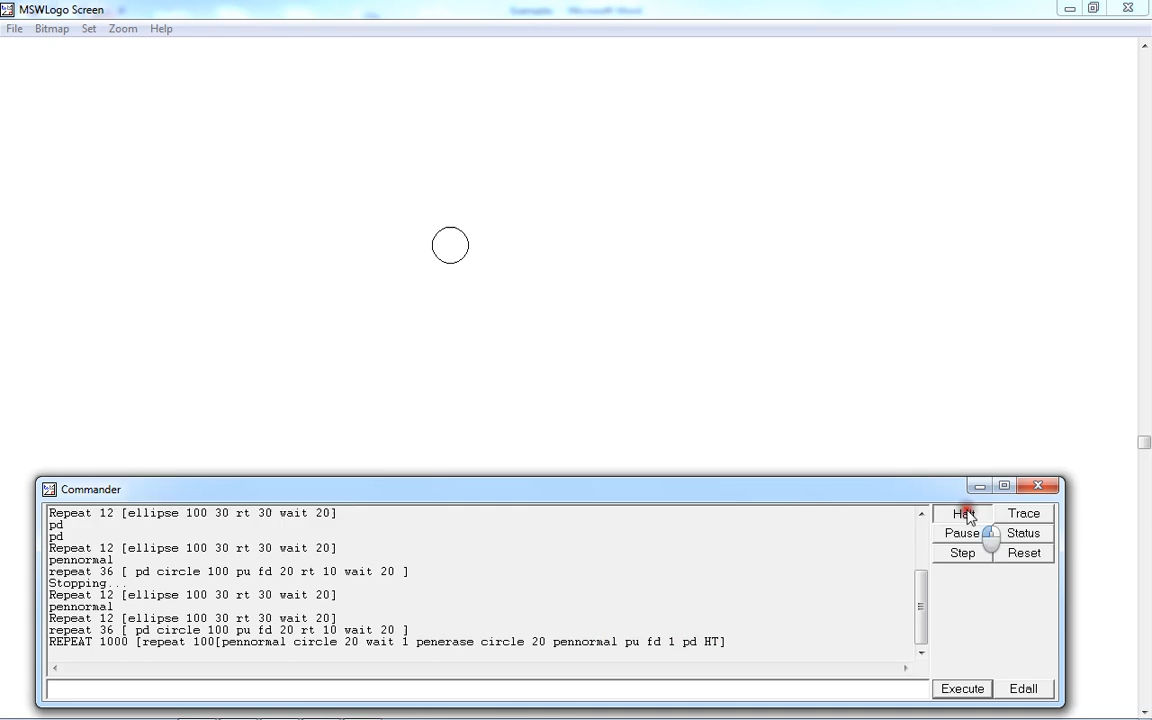 MSWLogo Screen
File Bitmap Set Zoom Help
Commander
Repeat 12 [ellipse 100 30 rt 30 wait 20]
pd
pd
Repeat 12 [ellipse 100 30 rt 30 wait 20]
pennormal
repeat 36 [ pd circle 100 pu fd 20 rt 10 wait 20 ]
Stopping...
Repeat 12 [ellipse 100 30 rt 30 wait 20]
pennormal
Repeat 12 [ellipse 100 30 rt 30 wait 20]
repeat 36 [ pd circle 100 pu fd 20 rt 10 wait 20 ]
REPEAT 1000 [repeat 100[pennormal circle 20 wait 1 penerase circle 20 pennormal pu fd 1 pd HT]
Halt Trace
Pause Status
Step Reset
Execute Edall